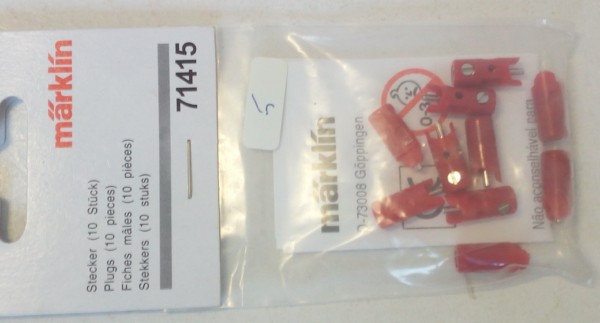 märklin
71415
Stecker (10 Stück)
Plugs (10 pieces)
Fiches mâles (10 pièces)
Stekkers (10 stuks)
5
märklin
D-73008 Göppingen
0-3
Não aconselhável para